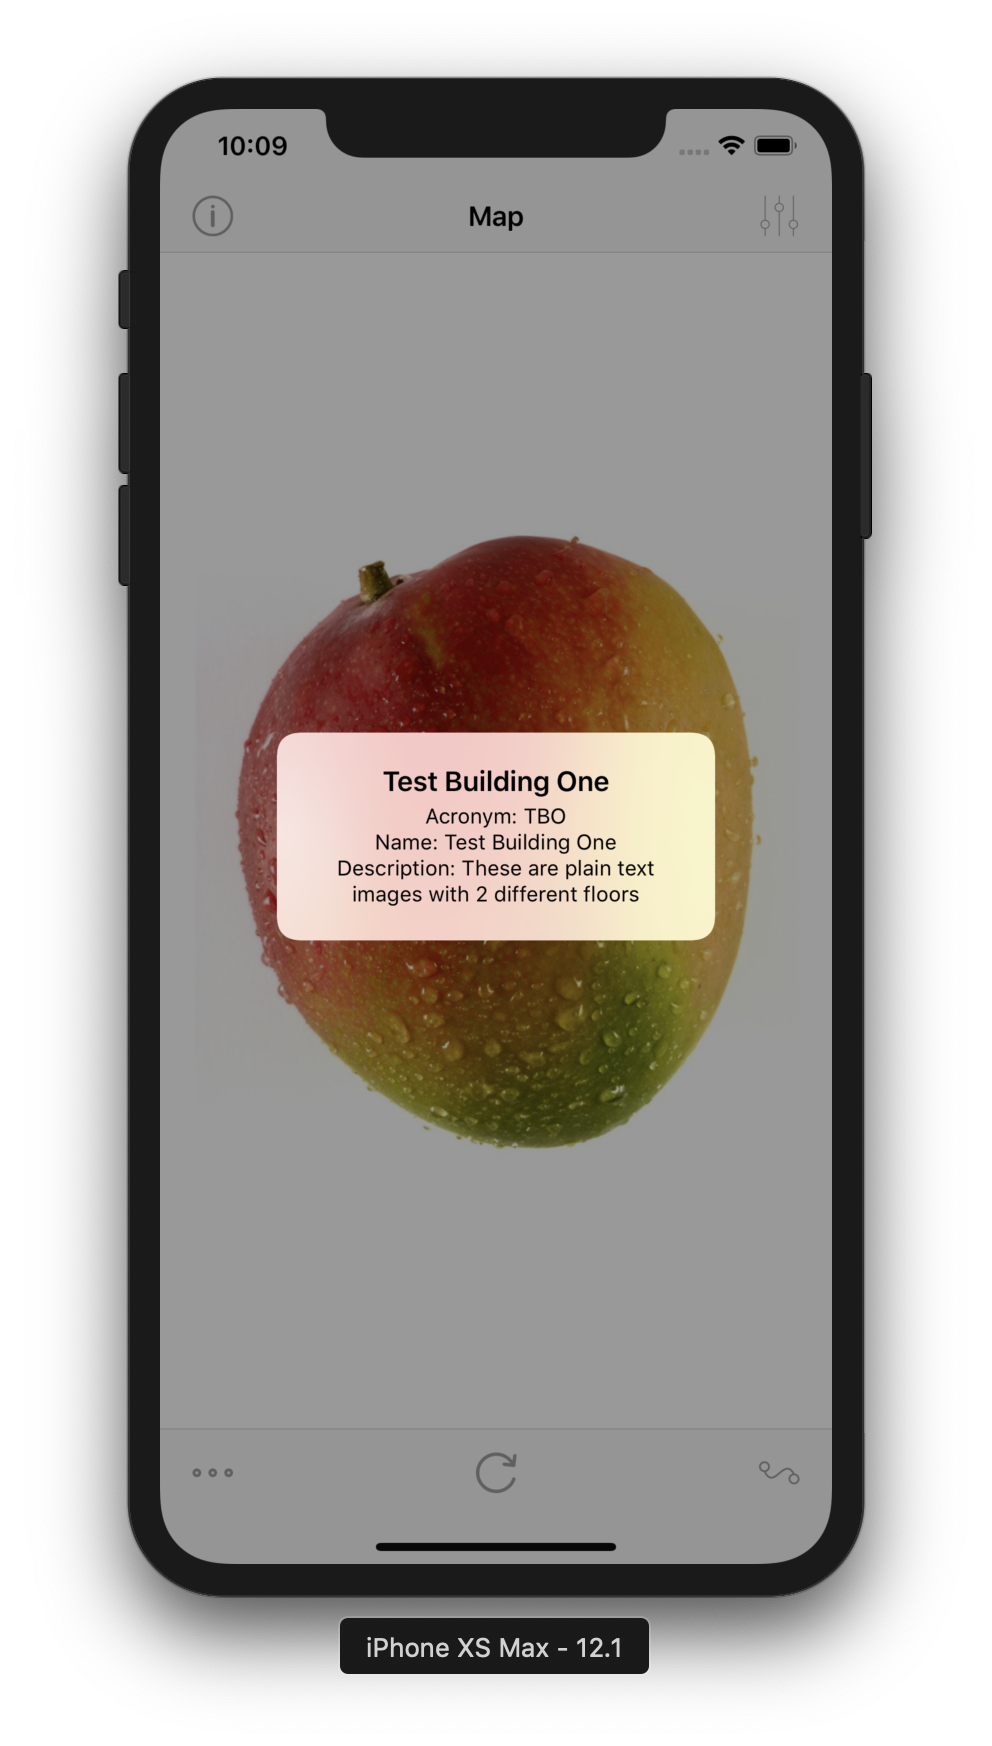 10:09
Map
Test Building One
Acronym: TBO
Name: Test Building One
Description: These are plain text
images with 2 different floors
iPhone XS Max - 12.1